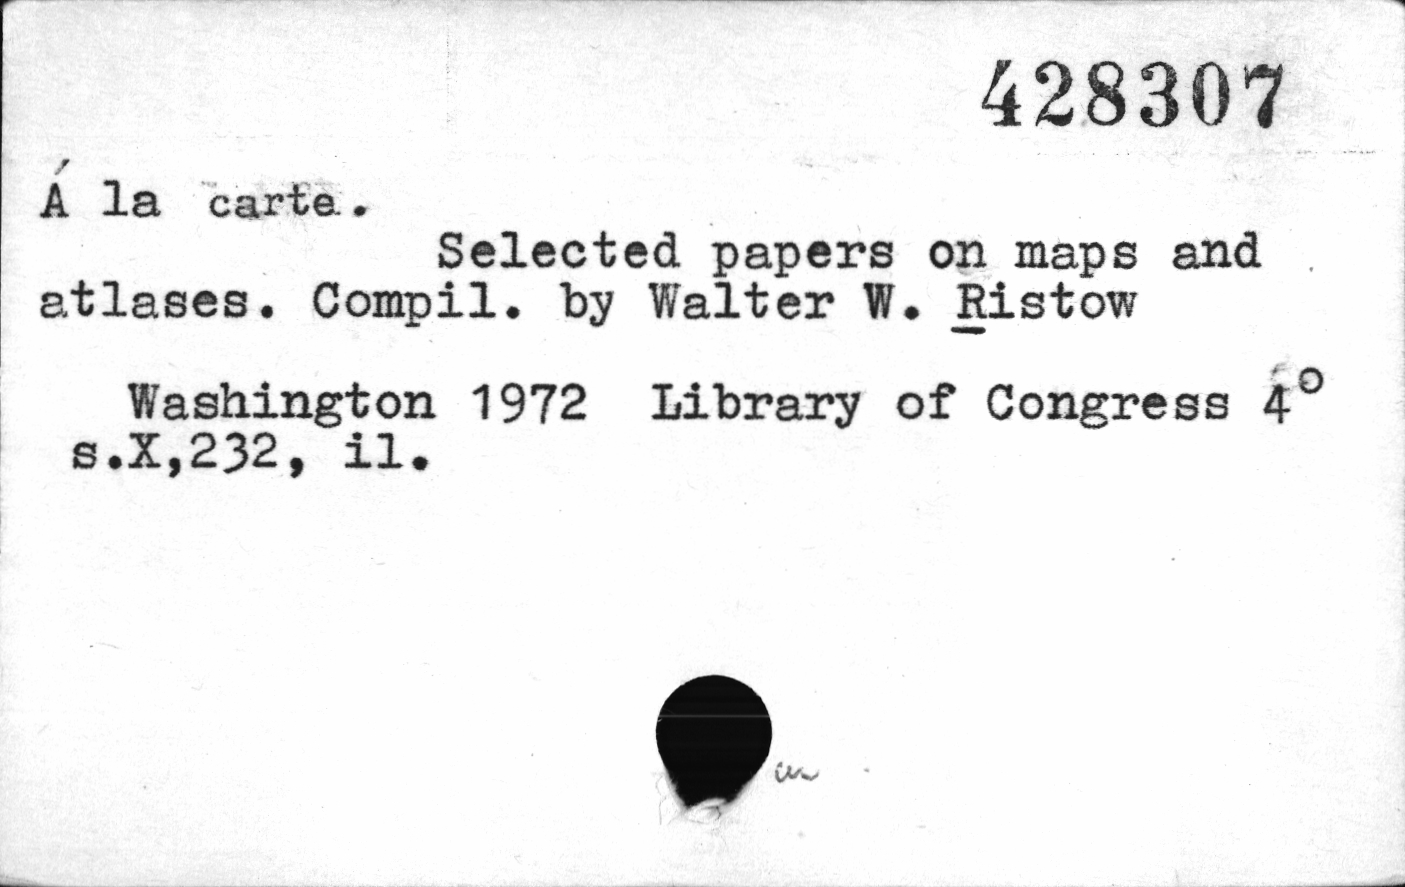 428307
Á la carte.
Selected papers on maps and
atlases. Compil. by Walter W. Ristow
Washington 1972 Library of Congress 4°
s.X,232, il.